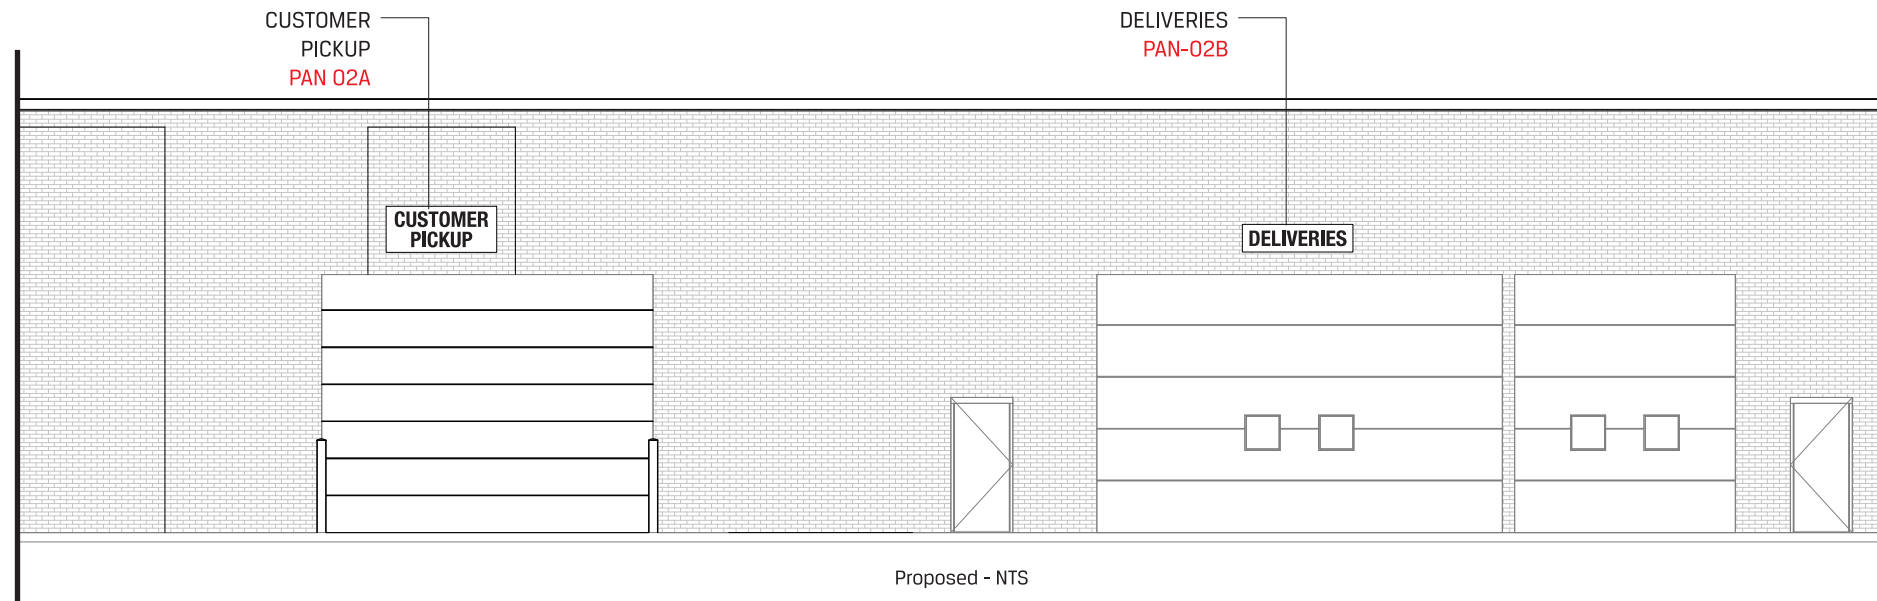 CUSTOMER
PICKUP
PAN 02A
DELIVERIES
PAN-02B
CUSTOMER
PICKUP
DELIVERIES
Proposed - NTS